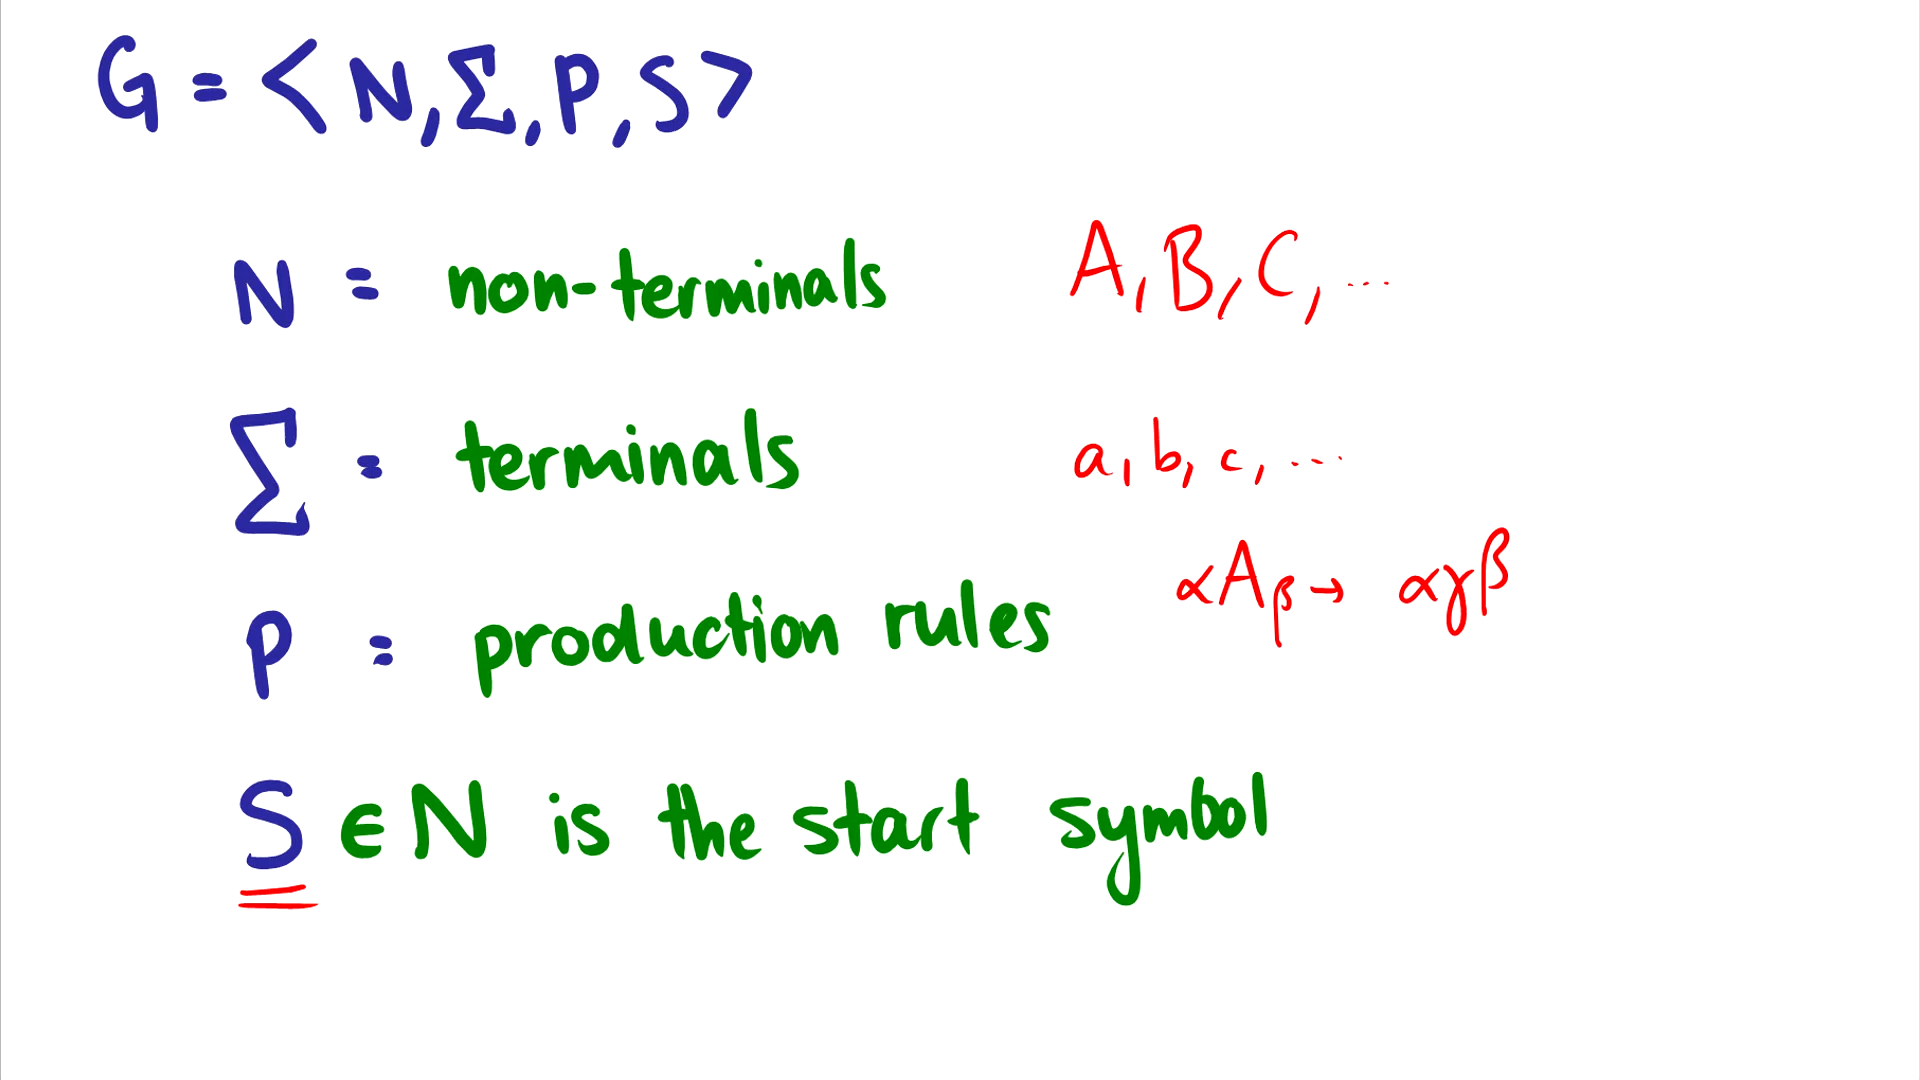 G = < N, Σ, P, S >
N = non-terminals A, B, C, ...
Σ = terminals a, b, c, ...
αAβ → αγβ
P = production rules
S ∈ N is the start symbol